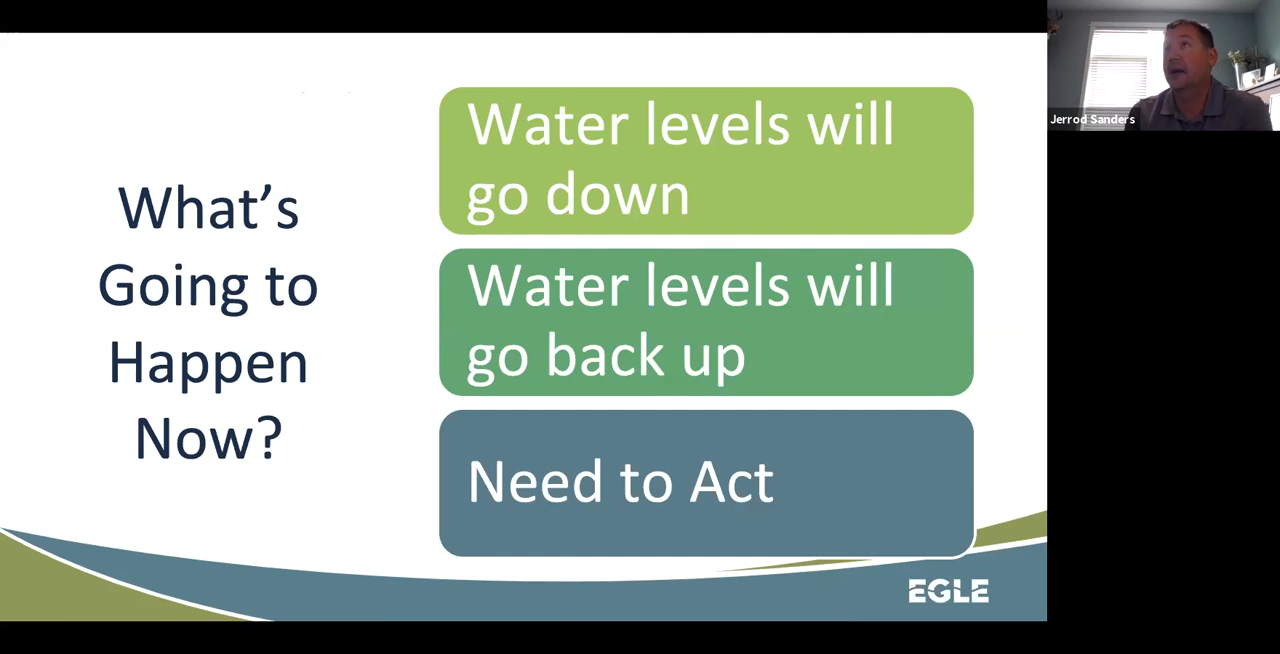 What's
Going to
Happen
Now?
Water levels will
go down
Water levels will
go back up
Need to Act
EGLE
Jerrod Sanders